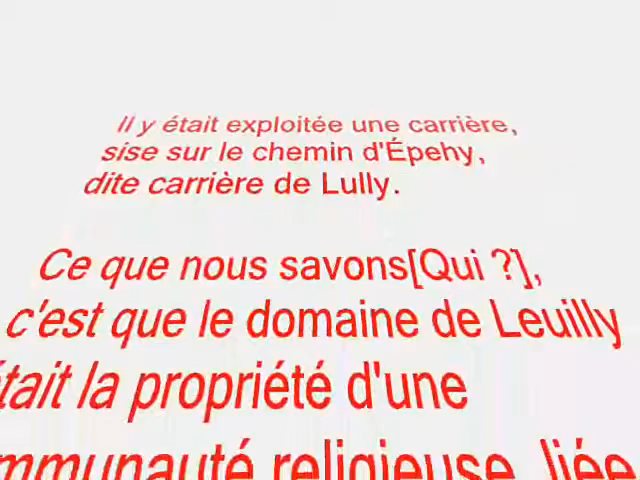 Il y était exploitée une carrière,
sise sur le chemin d'Épehy,
dite carrière de Lully.
Ce que nous savons[Qui ?],
c'est que le domaine de Leuilly
était la propriété d'une
religieuse, liée